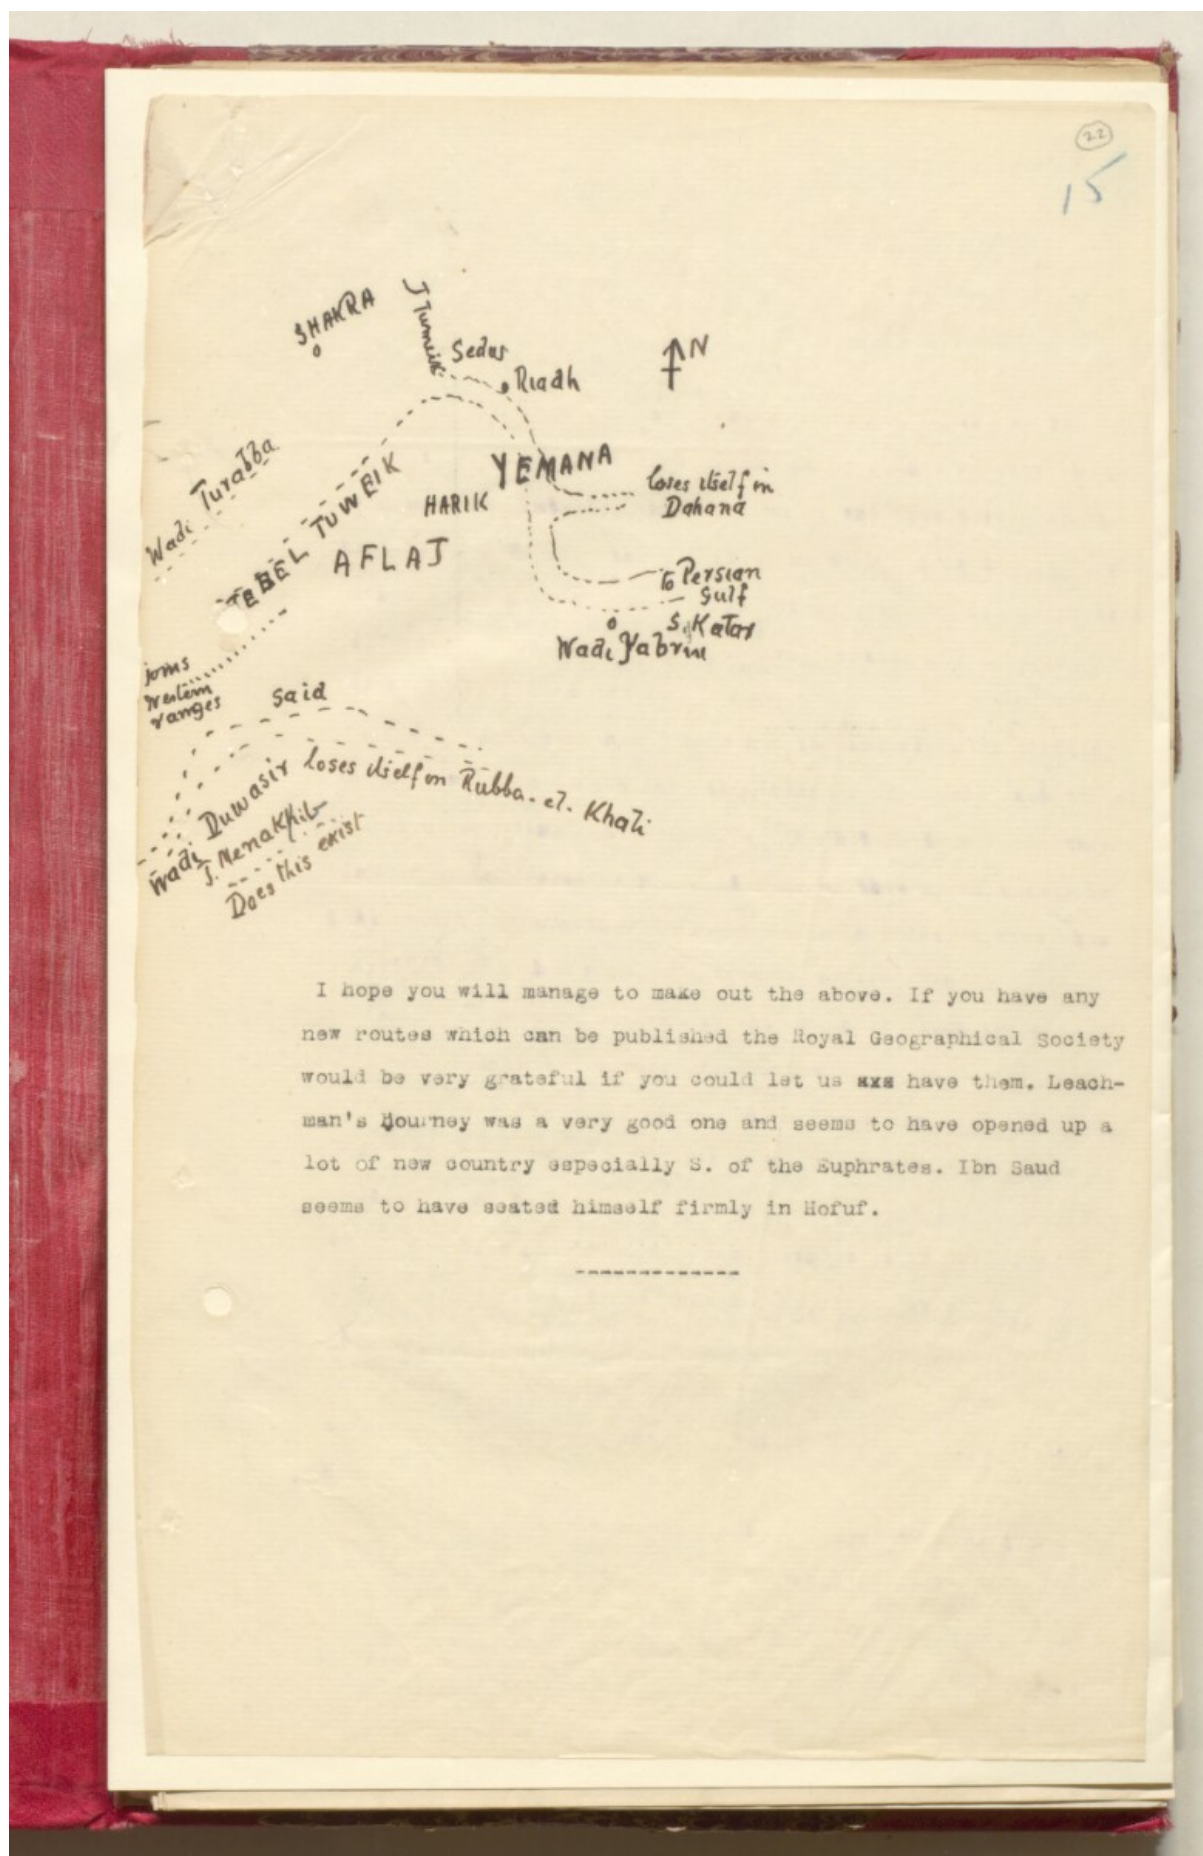 22
15
SHAKRA
J Tumeik
Sedus
Riadh
N
Wadi Turabba
JEBEL TUWEIK
YEMANA
HARIK
AFLAJ
loses itself in
Dahana
To Persian
Gulf
S. Katar
Wadi Yabrin
joins
Western
ranges
Said
Wadi Duwasir loses itself in Rubba-el-Khali
J. Menakhib
Does this exist
I hope you will manage to make out the above. If you have any
new routes which can be published the Royal Geographical Society
would be very grateful if you could let us xxx have them. Leach-
man's Journey was a very good one and seems to have opened up a
lot of new country especially S. of the Euphrates. Ibn Saud
seems to have seated himself firmly in Hofuf.
-------------